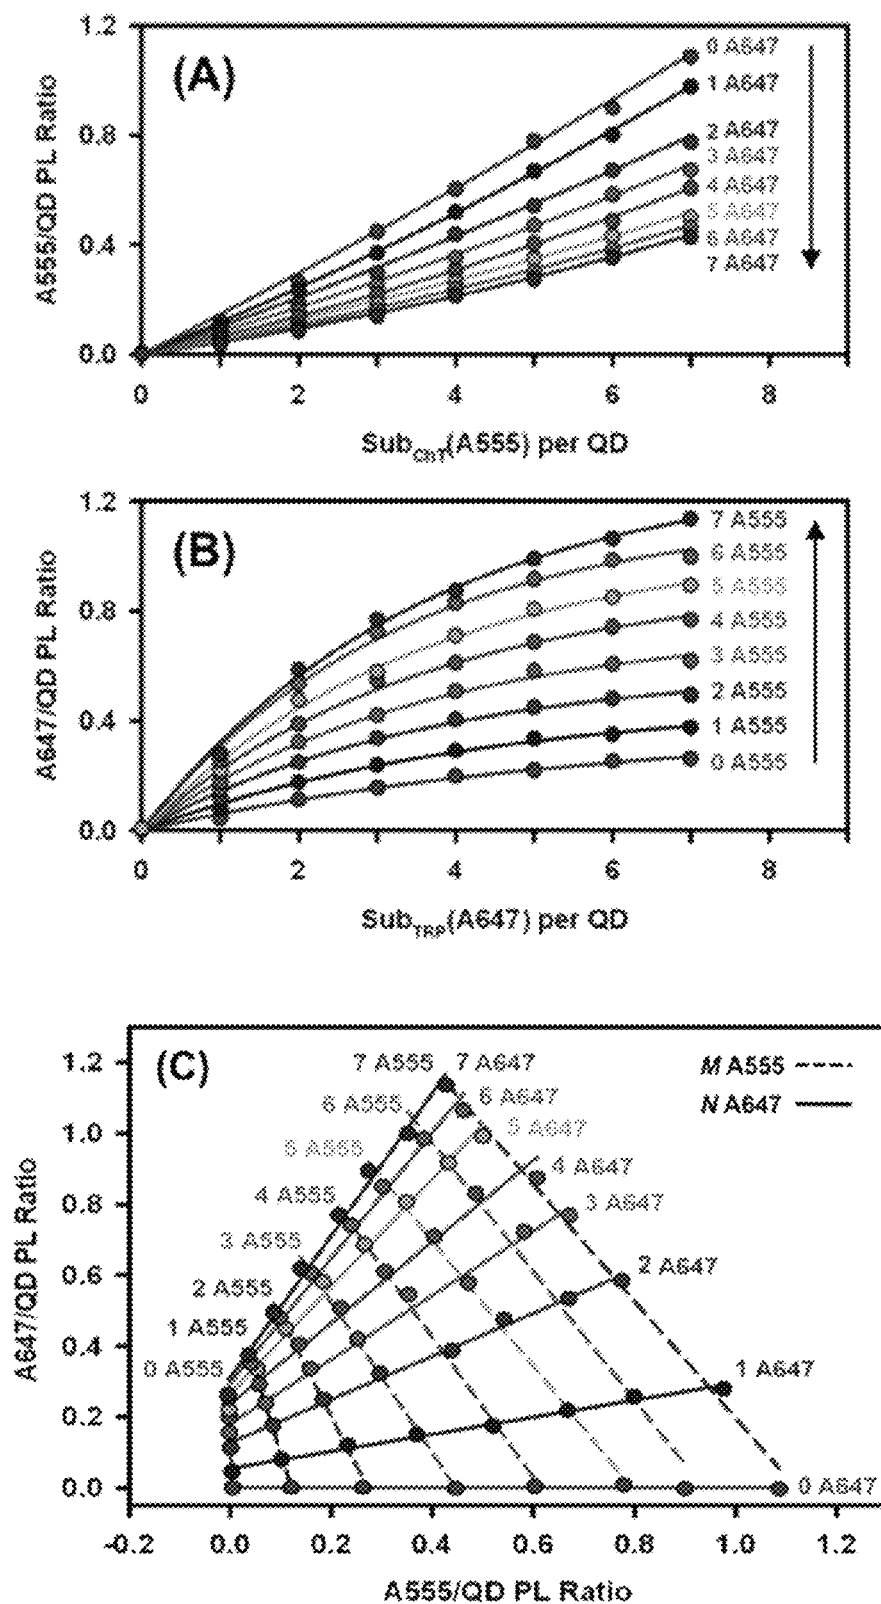 (A)
A555/QD PL Ratio
1.2
0.8
0.4
0.0
0 A647
1 A647
2 A647
3 A647
4 A647
5 A647
6 A647
7 A647
0 2 4 6 8
SubChT(A555) per QD
(B)
A647/QD PL Ratio
1.2
0.8
0.4
0.0
7 A555
6 A555
5 A555
4 A555
3 A555
2 A555
1 A555
0 A555
0 2 4 6 8
SubTRP(A647) per QD
(C)
A647/QD PL Ratio
1.2
1.0
0.8
0.6
0.4
0.2
0.0
7 A555 7 A647
6 A555 6 A647
5 A555 5 A647
4 A555 4 A647
3 A555 3 A647
2 A555 2 A647
1 A555
0 A555 1 A647
0 A647
M A555
N A647
-0.2 0.0 0.2 0.4 0.6 0.8 1.0 1.2
A555/QD PL Ratio